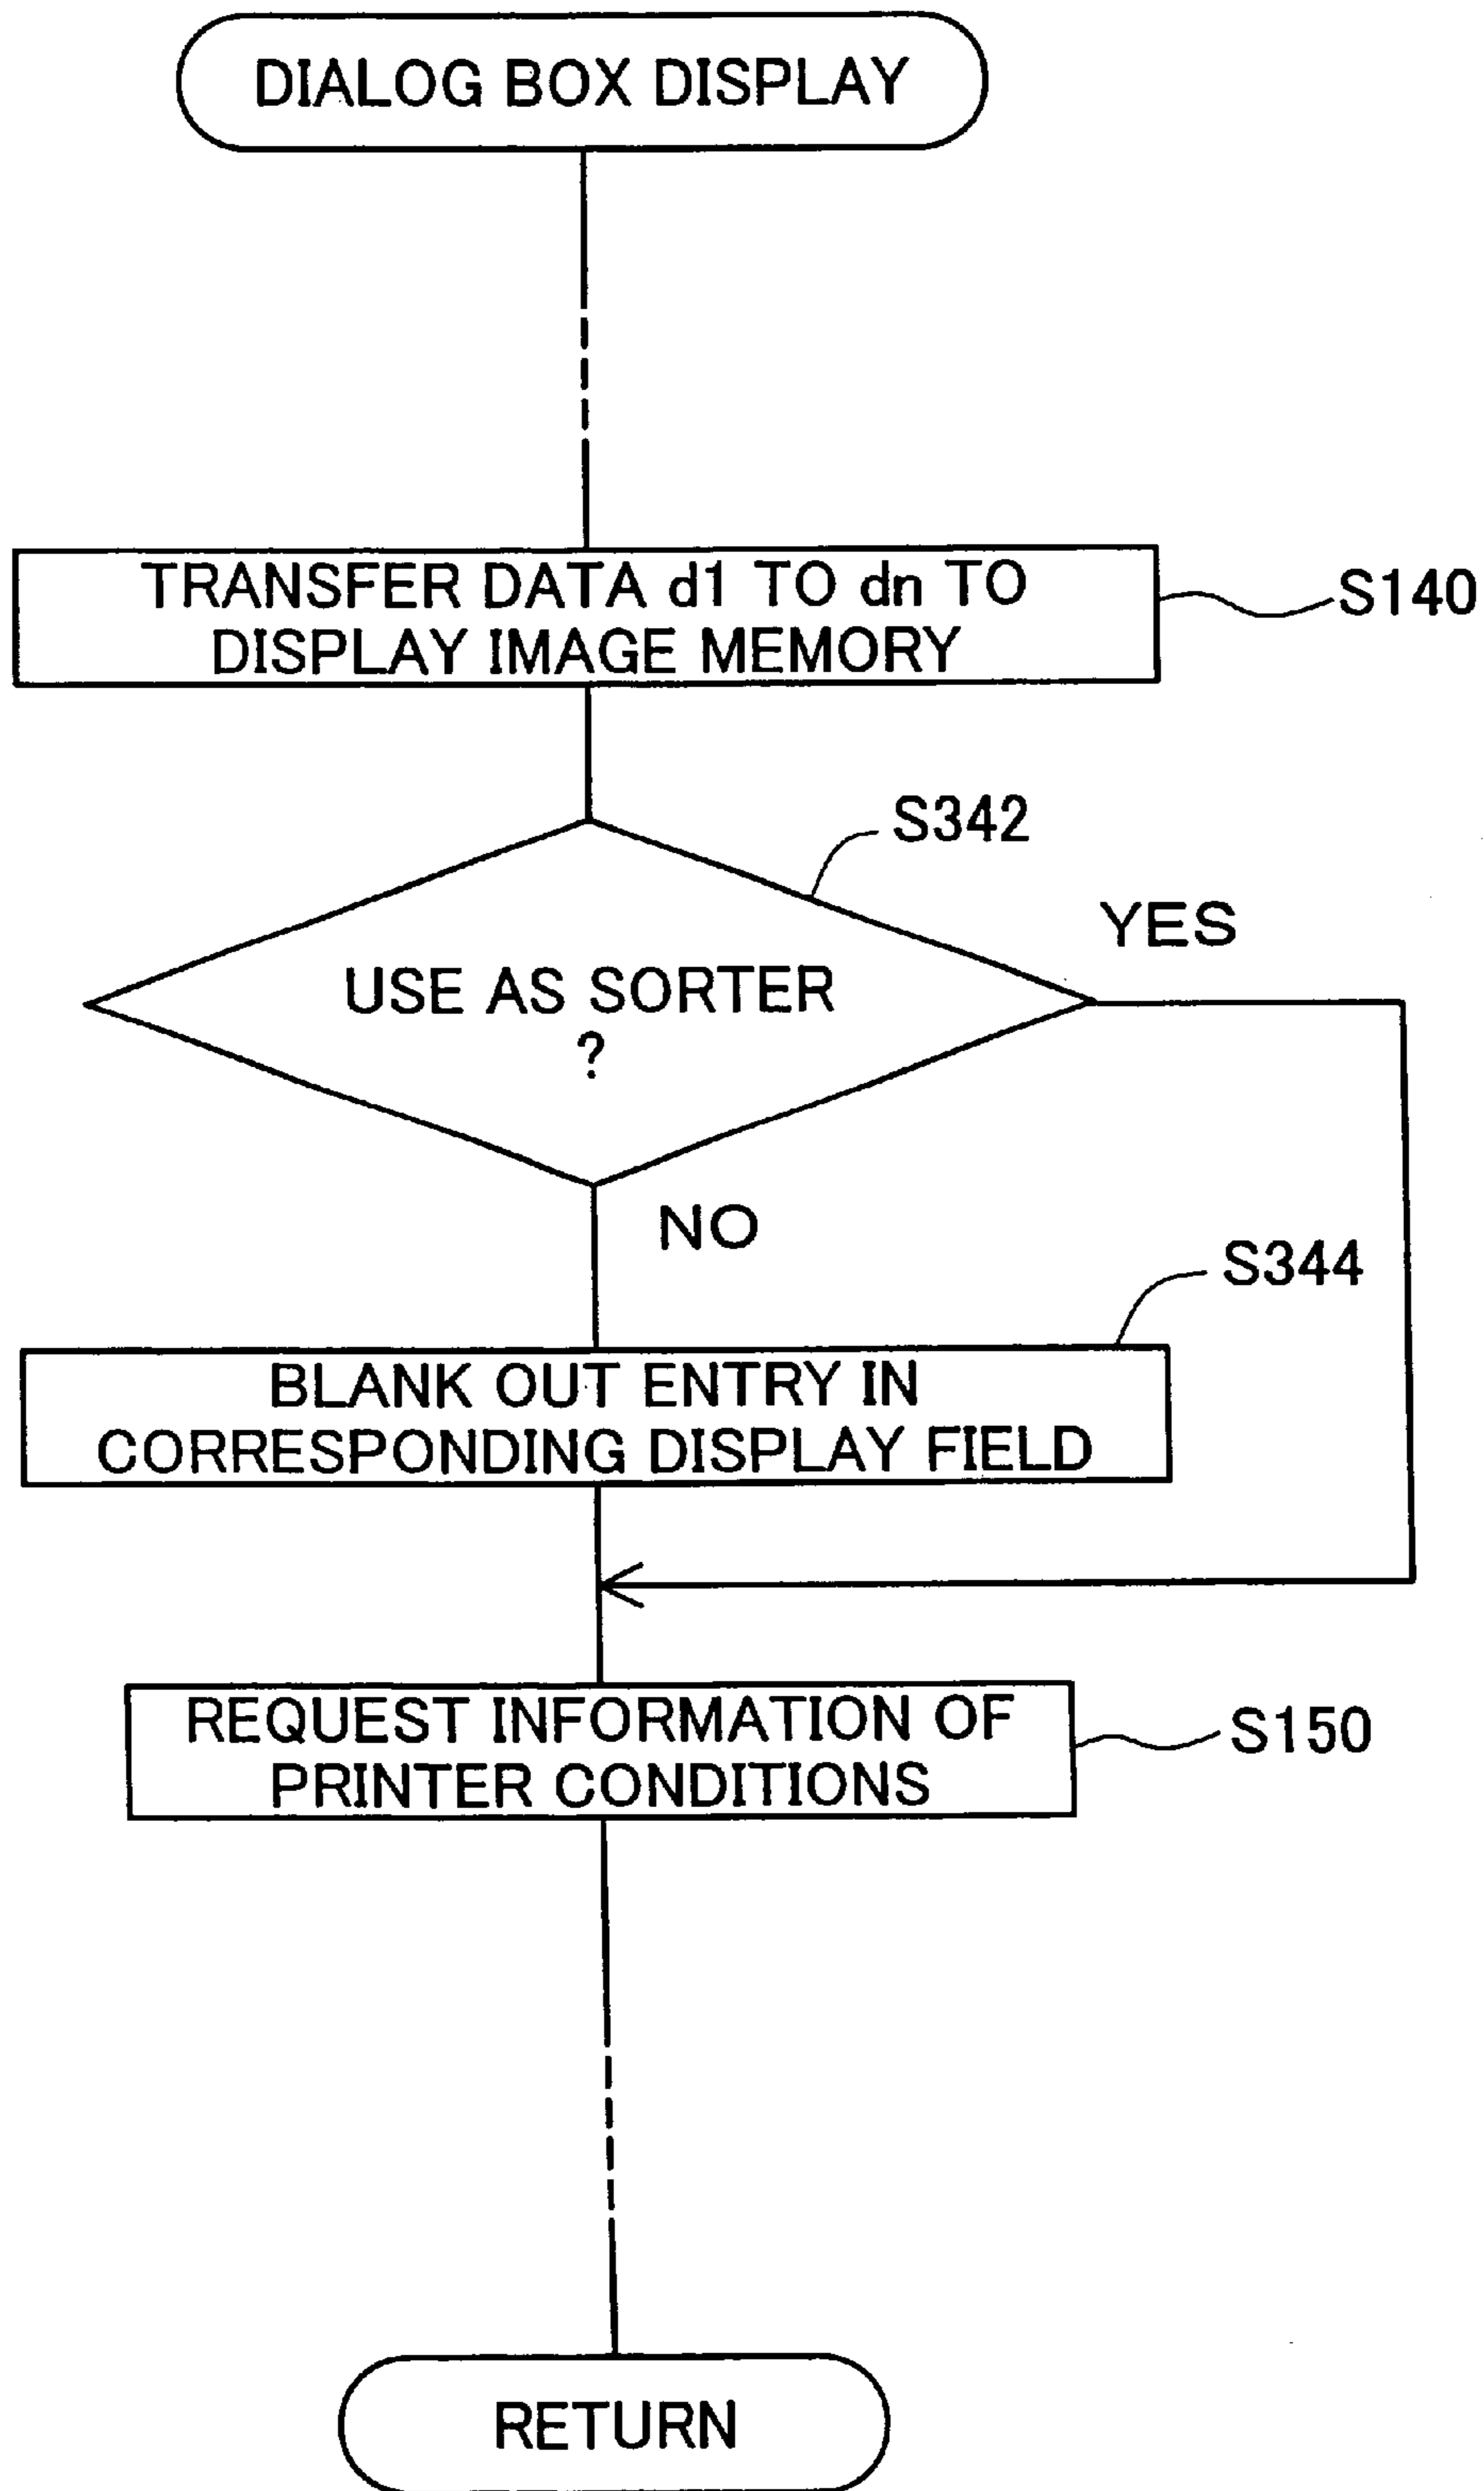 DIALOG BOX DISPLAY
TRANSFER DATA d1 TO dn TO
DISPLAY IMAGE MEMORY
S140
S342
YES
USE AS SORTER
?
NO
S344
BLANK OUT ENTRY IN
CORRESPONDING DISPLAY FIELD
REQUEST INFORMATION OF
PRINTER CONDITIONS
S150
RETURN